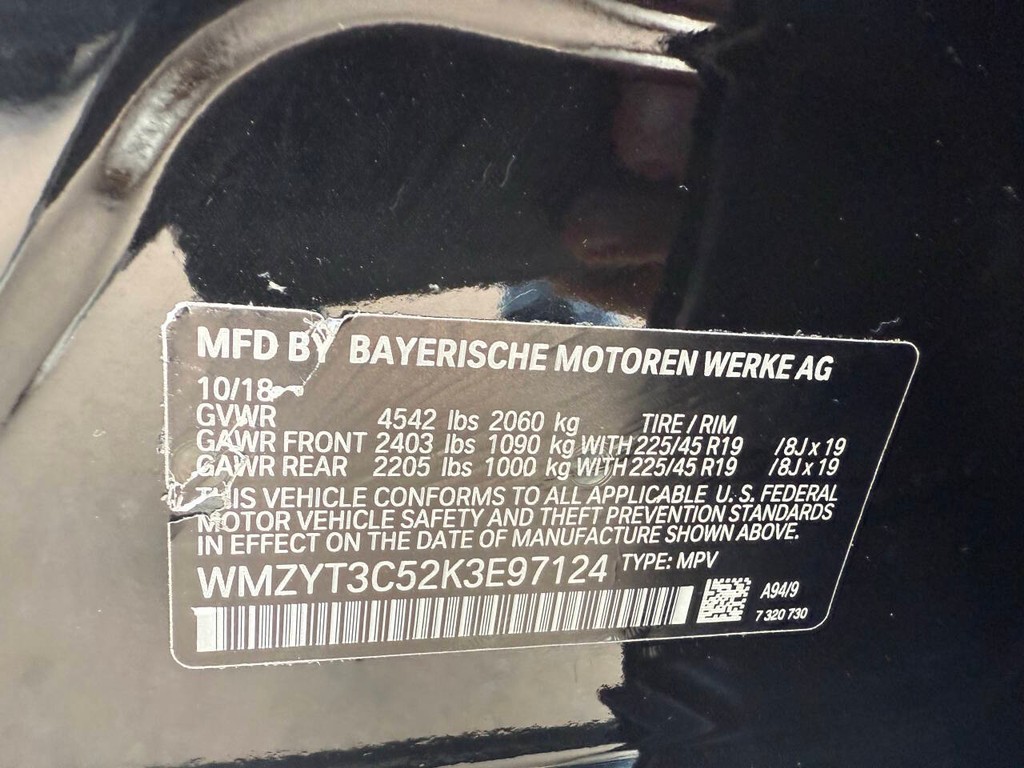 MFD BY BAYERISCHE MOTOREN WERKE AG
10/18
GVWR 4542 lbs 2060 kg TIRE / RIM
GAWR FRONT 2403 lbs 1090 kg WITH 225/45 R19 /8J x 19
GAWR REAR 2205 lbs 1000 kg WITH 225/45 R19 /8J x 19
THIS VEHICLE CONFORMS TO ALL APPLICABLE U. S. FEDERAL
MOTOR VEHICLE SAFETY AND THEFT PREVENTION STANDARDS
IN EFFECT ON THE DATE OF MANUFACTURE SHOWN ABOVE.
WMZYT3C52K3E97124 TYPE: MPV
A94/9
7 320 730